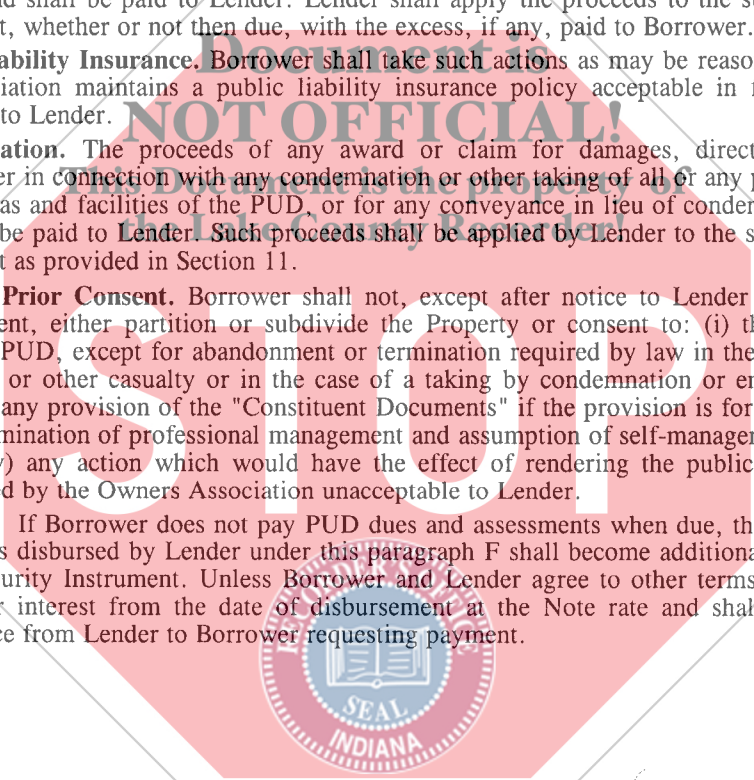 nd shall be paid to Lender. Lender shall apply the proceeds to the s
t, whether or not then due, with the excess, if any, paid to Borrower.
ability Insurance. Borrower shall take such actions as may be reaso
iation maintains a public liability insurance policy acceptable in
to Lender.
ation. The proceeds of any award or claim for damages, direct
er in connection with any condemnation or other taking of all or any p
as and facilities of the PUD, or for any conveyance in lieu of conder
be paid to Lender. Such proceeds shall be applied by Lender to the s
t as provided in Section 11.
Prior Consent. Borrower shall not, except after notice to Lender
ent, either partition or subdivide the Property or consent to: (i) th
PUD, except for abandonment or termination required by law in the
or other casualty or in the case of a taking by condemnation or e
any provision of the "Constituent Documents" if the provision is for
mination of professional management and assumption of self-manager
) any action which would have the effect of rendering the public
d by the Owners Association unacceptable to Lender.
If Borrower does not pay PUD dues and assessments when due, th
s disbursed by Lender under this paragraph F shall become additiona
urity Instrument. Unless Borrower and Lender agree to other terms
r interest from the date of disbursement at the Note rate and shal
ce from Lender to Borrower requesting payment.
Document is
NOT OFFICIAL!
This Document is the property of
the Lake County Recorder!
STOP
RECORDER'S OFFICE
SEAL
INDIANA